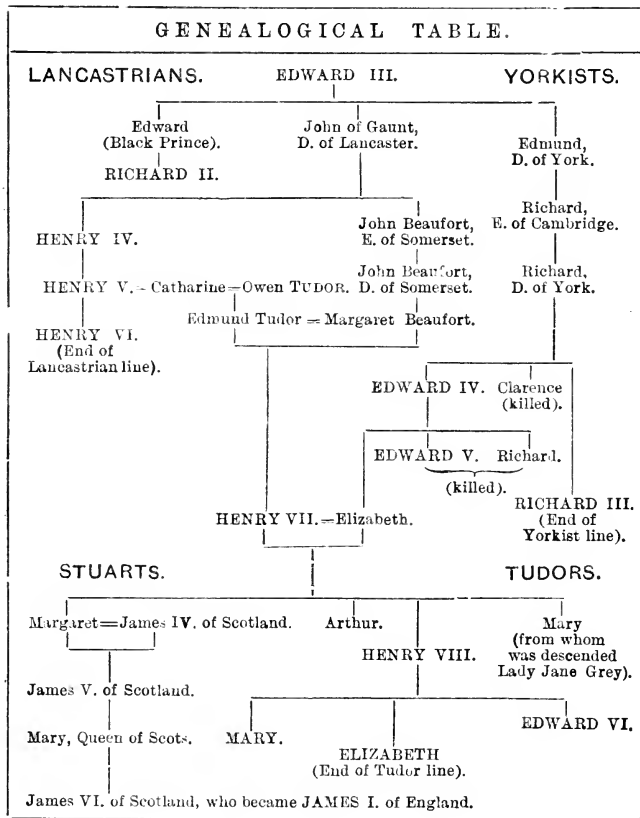 GENEALOGICAL TABLE.
LANCASTRIANS. EDWARD III. YORKISTS.
Edward
(Black Prince).
RICHARD II.
John of Gaunt,
D. of Lancaster.
Edmund,
D. of York.
HENRY IV.
John Beaufort,
E. of Somerset.
Richard,
E. of Cambridge.
HENRY V. = Catharine = Owen TUDOR.
John Beaufort,
D. of Somerset.
Richard,
D. of York.
Edmund Tudor = Margaret Beaufort.
HENRY VI.
(End of
Lancastrian line).
EDWARD IV.
Clarence
(killed).
EDWARD V. Richard.
(killed).
HENRY VII. = Elizabeth.
RICHARD III.
(End of
Yorkist line).
STUARTS. TUDORS.
Margaret = James IV. of Scotland.
Arthur.
HENRY VIII.
Mary
(from whom
was descended
Lady Jane Grey).
James V. of Scotland.
Mary, Queen of Scots.
MARY.
ELIZABETH
(End of Tudor line).
EDWARD VI.
James VI. of Scotland, who became JAMES I. of England.